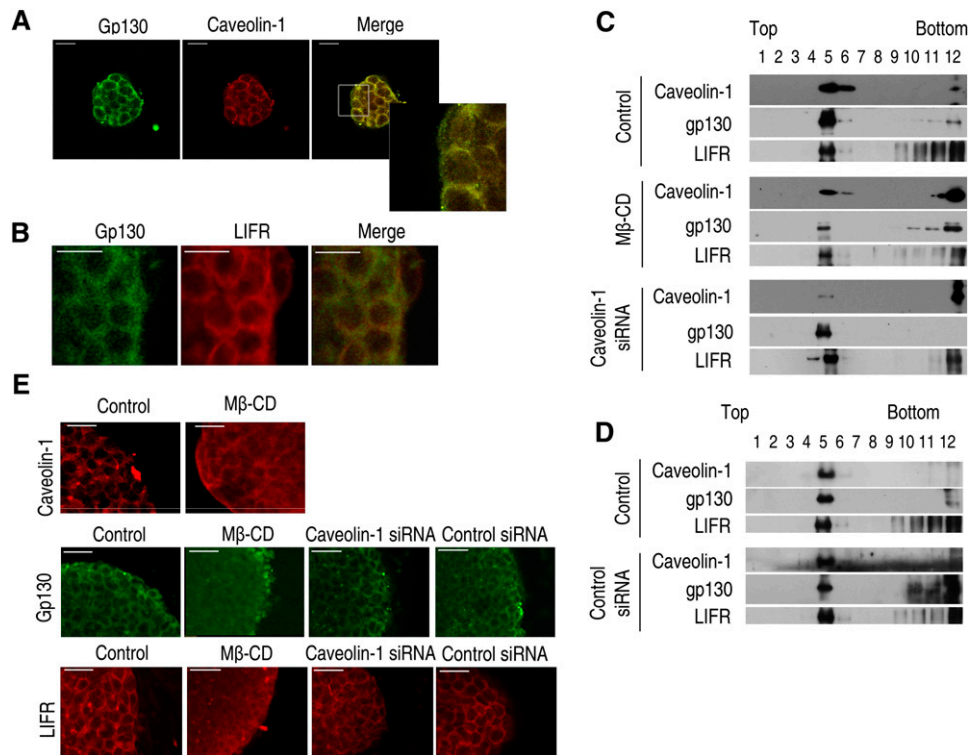 A
Gp130 Caveolin-1 Merge
B
Gp130 LIFR Merge
E
Control Mβ-CD
Caveolin-1
Control Mβ-CD Caveolin-1 siRNA Control siRNA
Gp130
Control Mβ-CD Caveolin-1 siRNA Control siRNA
LIFR
C
Top Bottom
1 2 3 4 5 6 7 8 9 10 11 12
Control
Caveolin-1
gp130
LIFR
Mβ-CD
Caveolin-1
gp130
LIFR
Caveolin-1
siRNA
Caveolin-1
gp130
LIFR
D
Top Bottom
1 2 3 4 5 6 7 8 9 10 11 12
Control
Caveolin-1
gp130
LIFR
Control
siRNA
Caveolin-1
gp130
LIFR